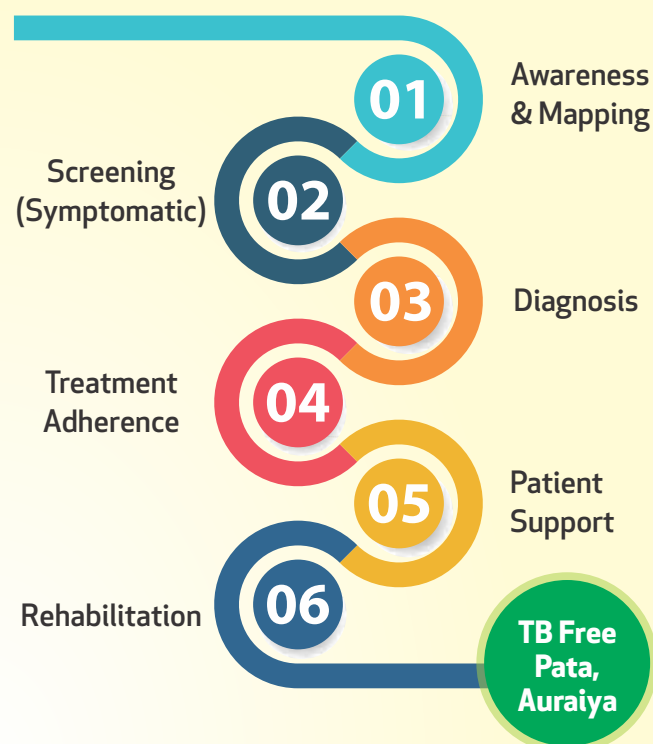 01
Awareness
& Mapping
Screening
(Symptomatic)
02
03
Diagnosis
Treatment
Adherence
04
05
Patient
Support
Rehabilitation
06
TB Free
Pata,
Auraiya